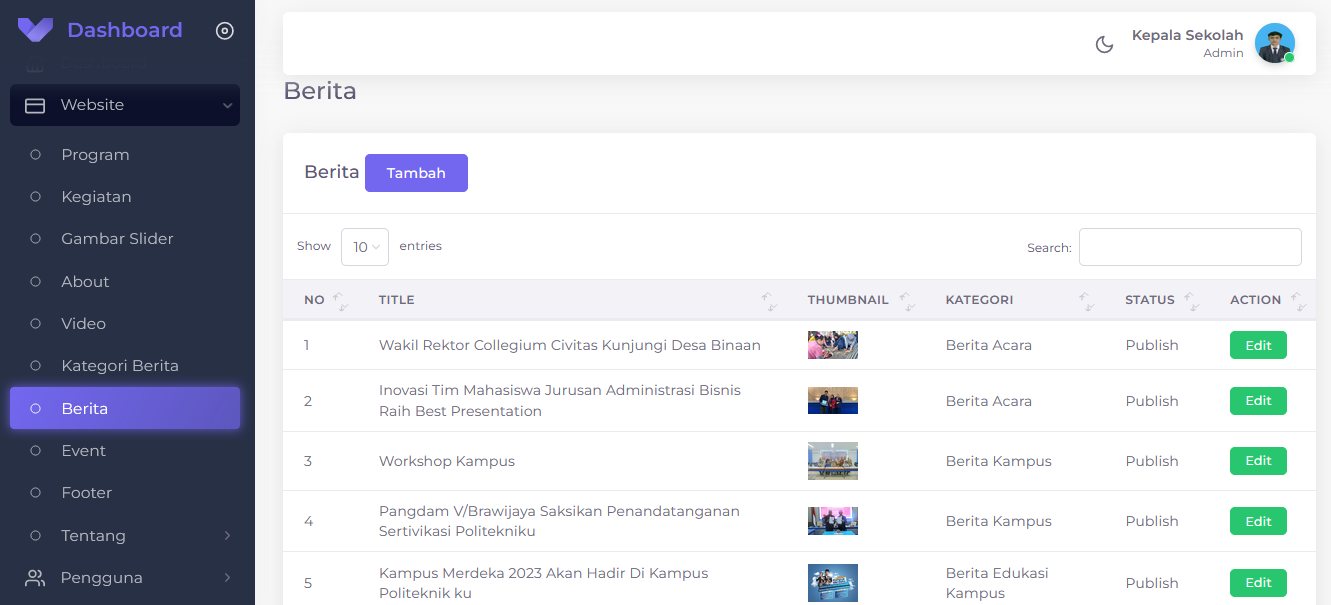 Dashboard
Website
Program
Kegiatan
Gambar Slider
About
Video
Kategori Berita
Berita
Event
Footer
Tentang
Pengguna
Kepala Sekolah
Admin
Berita
Berita Tambah
Show 10 entries Search:
NO TITLE THUMBNAIL KATEGORI STATUS ACTION
1 Wakil Rektor Collegium Civitas Kunjungi Desa Binaan Berita Acara Publish Edit
2 Inovasi Tim Mahasiswa Jurusan Administrasi Bisnis
Raih Best Presentation Berita Acara Publish Edit
3 Workshop Kampus Berita Kampus Publish Edit
4 Pangdam V/Brawijaya Saksikan Penandatanganan
Sertivikasi Politekniku Berita Kampus Publish Edit
5 Kampus Merdeka 2023 Akan Hadir Di Kampus
Politeknik ku Berita Edukasi
Kampus Publish Edit